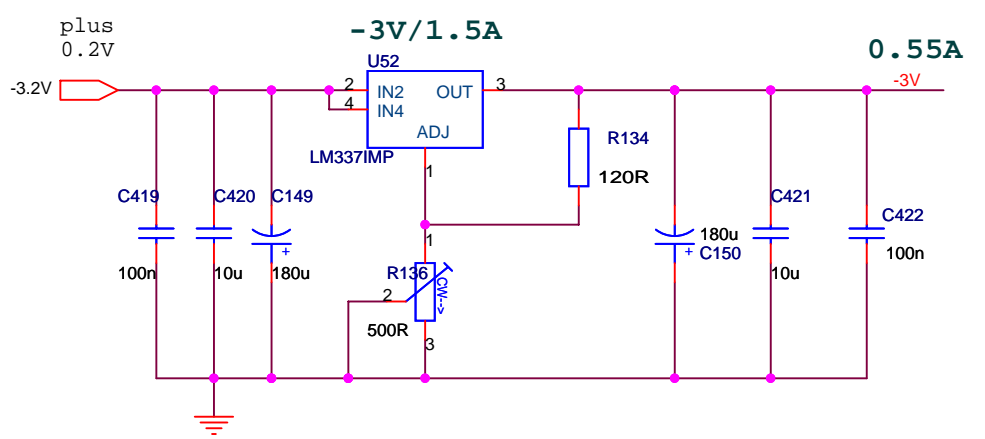 plus
0.2V
-3V/1.5A
0.55A
-3.2V
U52
2
IN2
OUT
3
-3V
4
IN4
ADJ
LM337IMP
1
R134
120R
C419
C420
C149
C421
C422
+
180u
+
C150
1
100n
10u
180u
R136
CW-->
2
10u
100n
500R
3